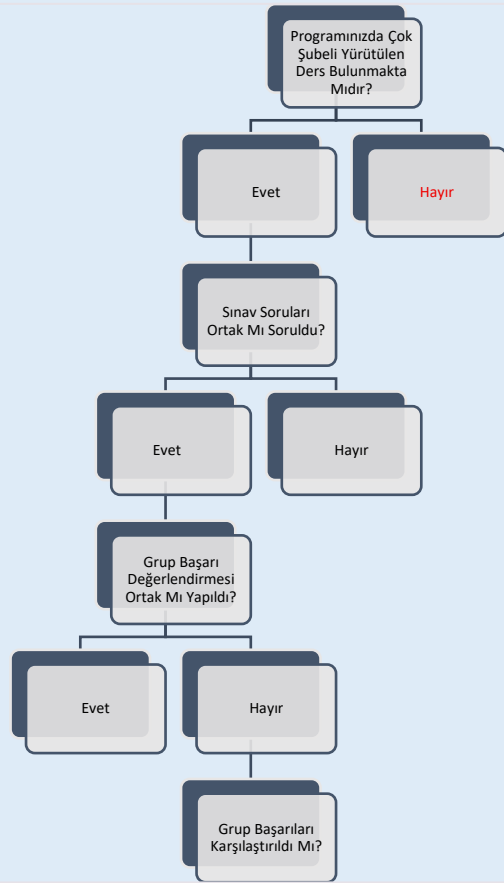 Programınızda Çok
Şubeli Yürütülen
Ders Bulunmakta
Mıdır?
Evet
Hayır
Sınav Soruları
Ortak Mı Soruldu?
Evet
Hayır
Grup Başarı
Değerlendirmesi
Ortak Mı Yapıldı?
Evet
Hayır
Grup Başarıları
Karşılaştırıldı Mı?